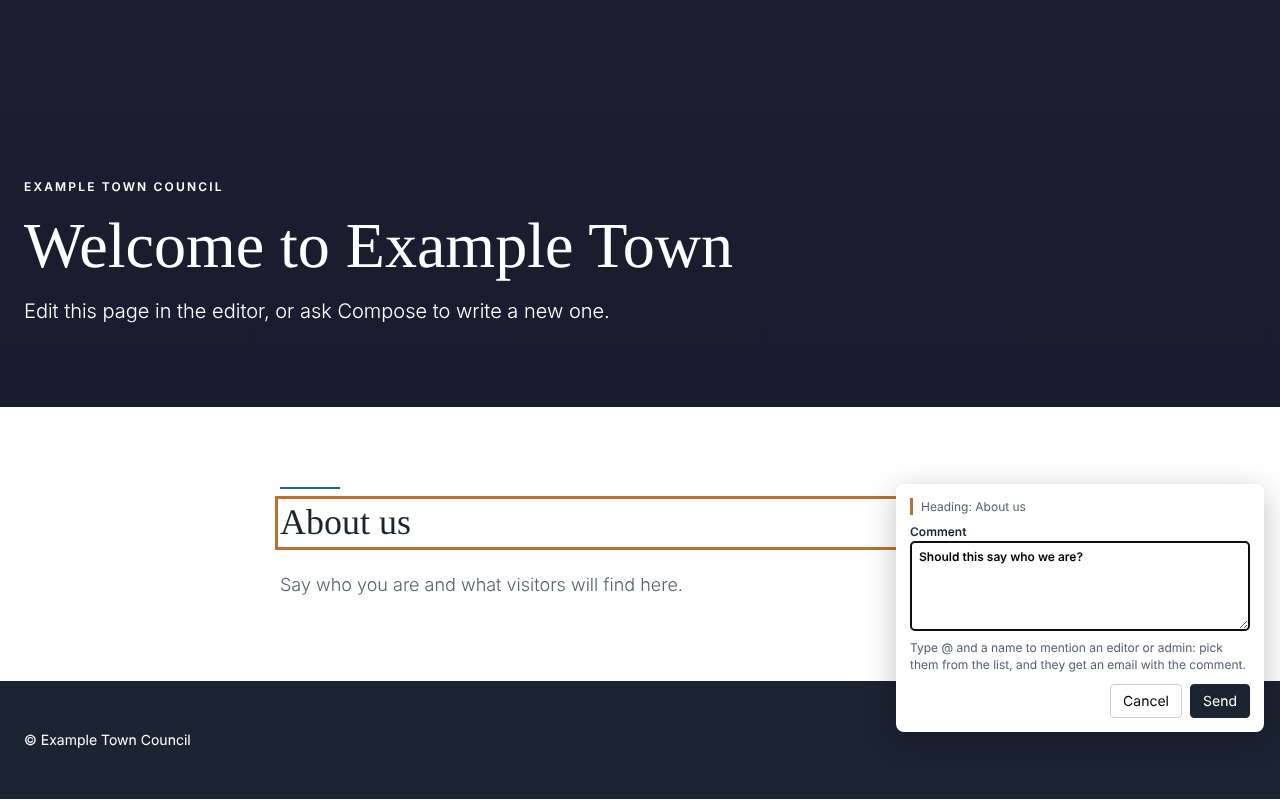 EXAMPLE TOWN COUNCIL
Welcome to Example Town
Edit this page in the editor, or ask Compose to write a new one.
About us
Say who you are and what visitors will find here.
Heading: About us
Comment
Should this say who we are?
Type @ and a name to mention an editor or admin: pick
them from the list, and they get an email with the comment.
Cancel Send
© Example Town Council